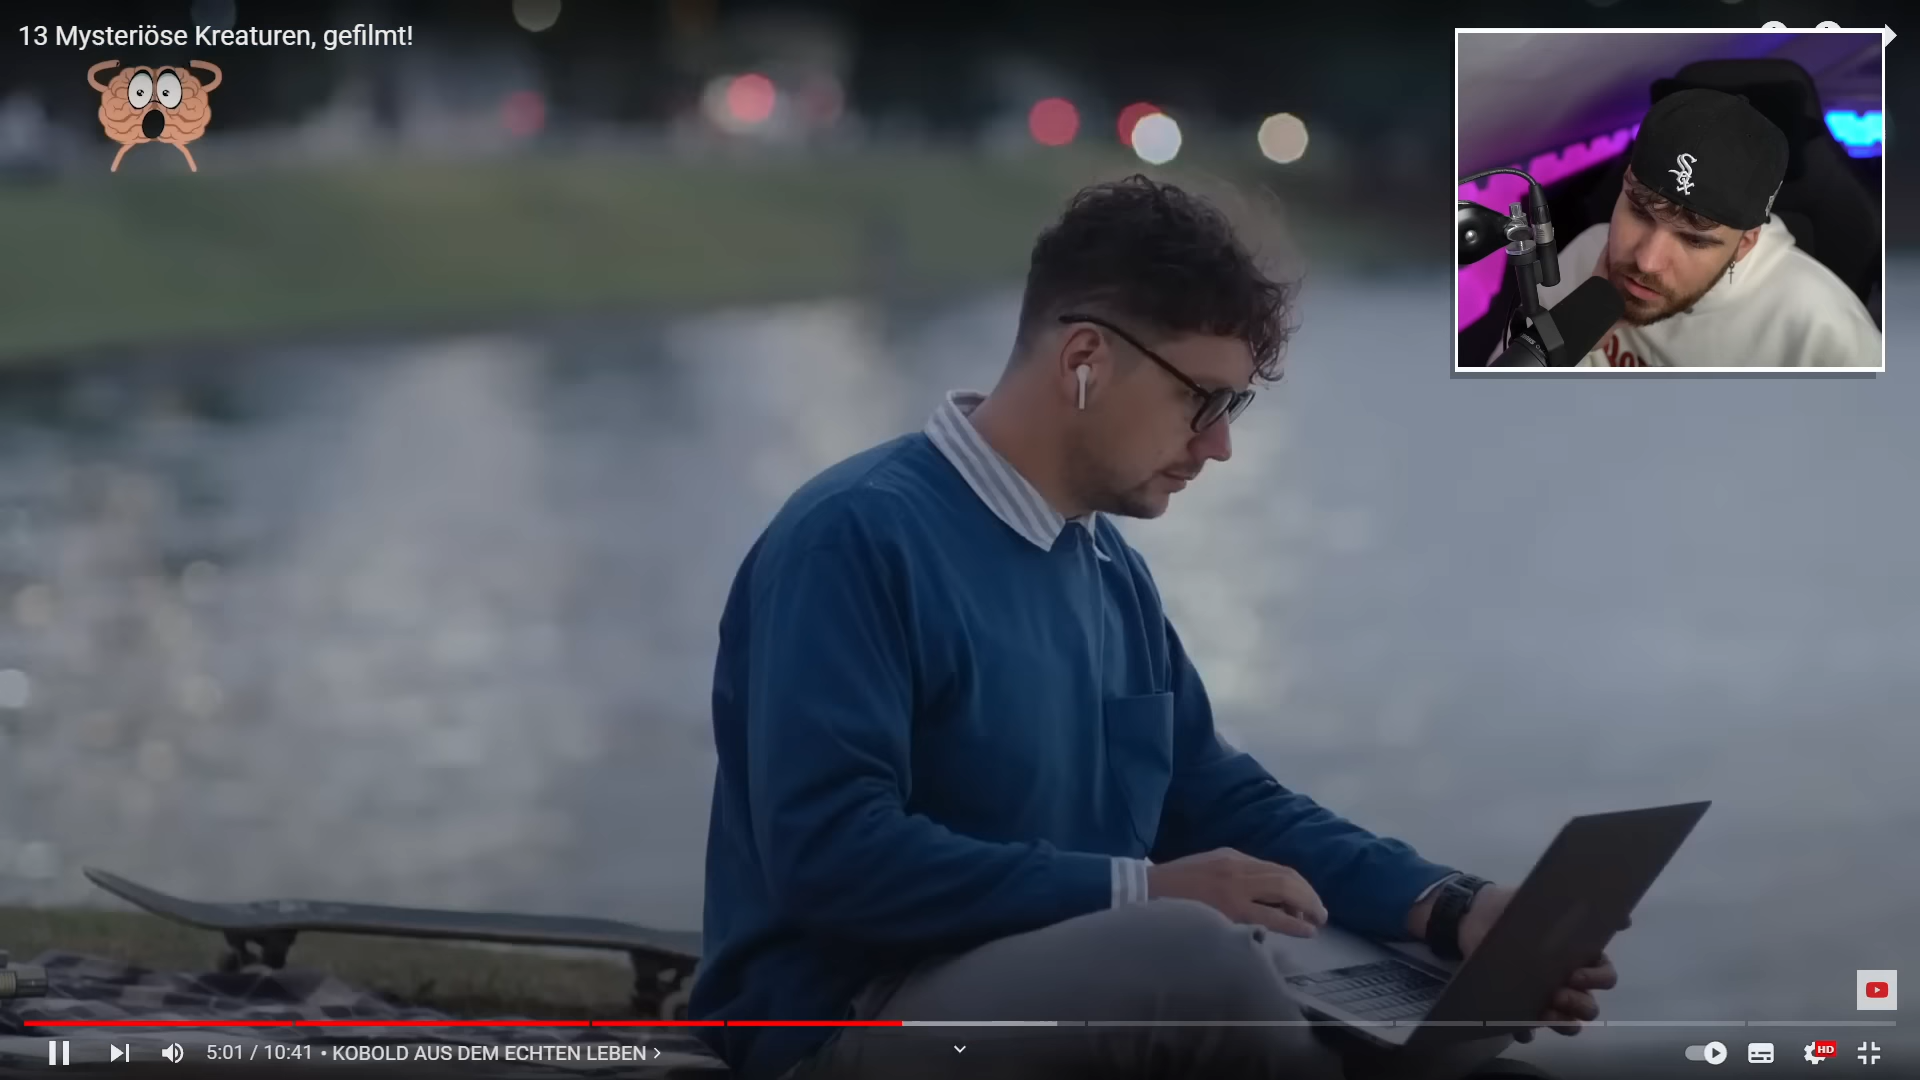 13 Mysteriöse Kreaturen, gefilmt!
5:01 / 10:41 • KOBOLD AUS DEM ECHTEN LEBEN >
HD